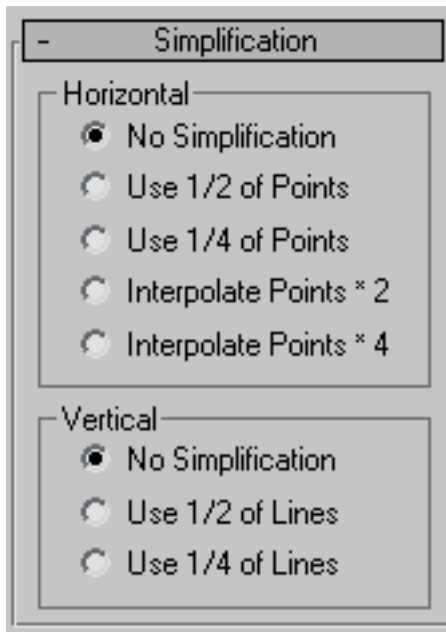 - Simplification
Horizontal
No Simplification
Use 1/2 of Points
Use 1/4 of Points
Interpolate Points * 2
Interpolate Points * 4
Vertical
No Simplification
Use 1/2 of Lines
Use 1/4 of Lines